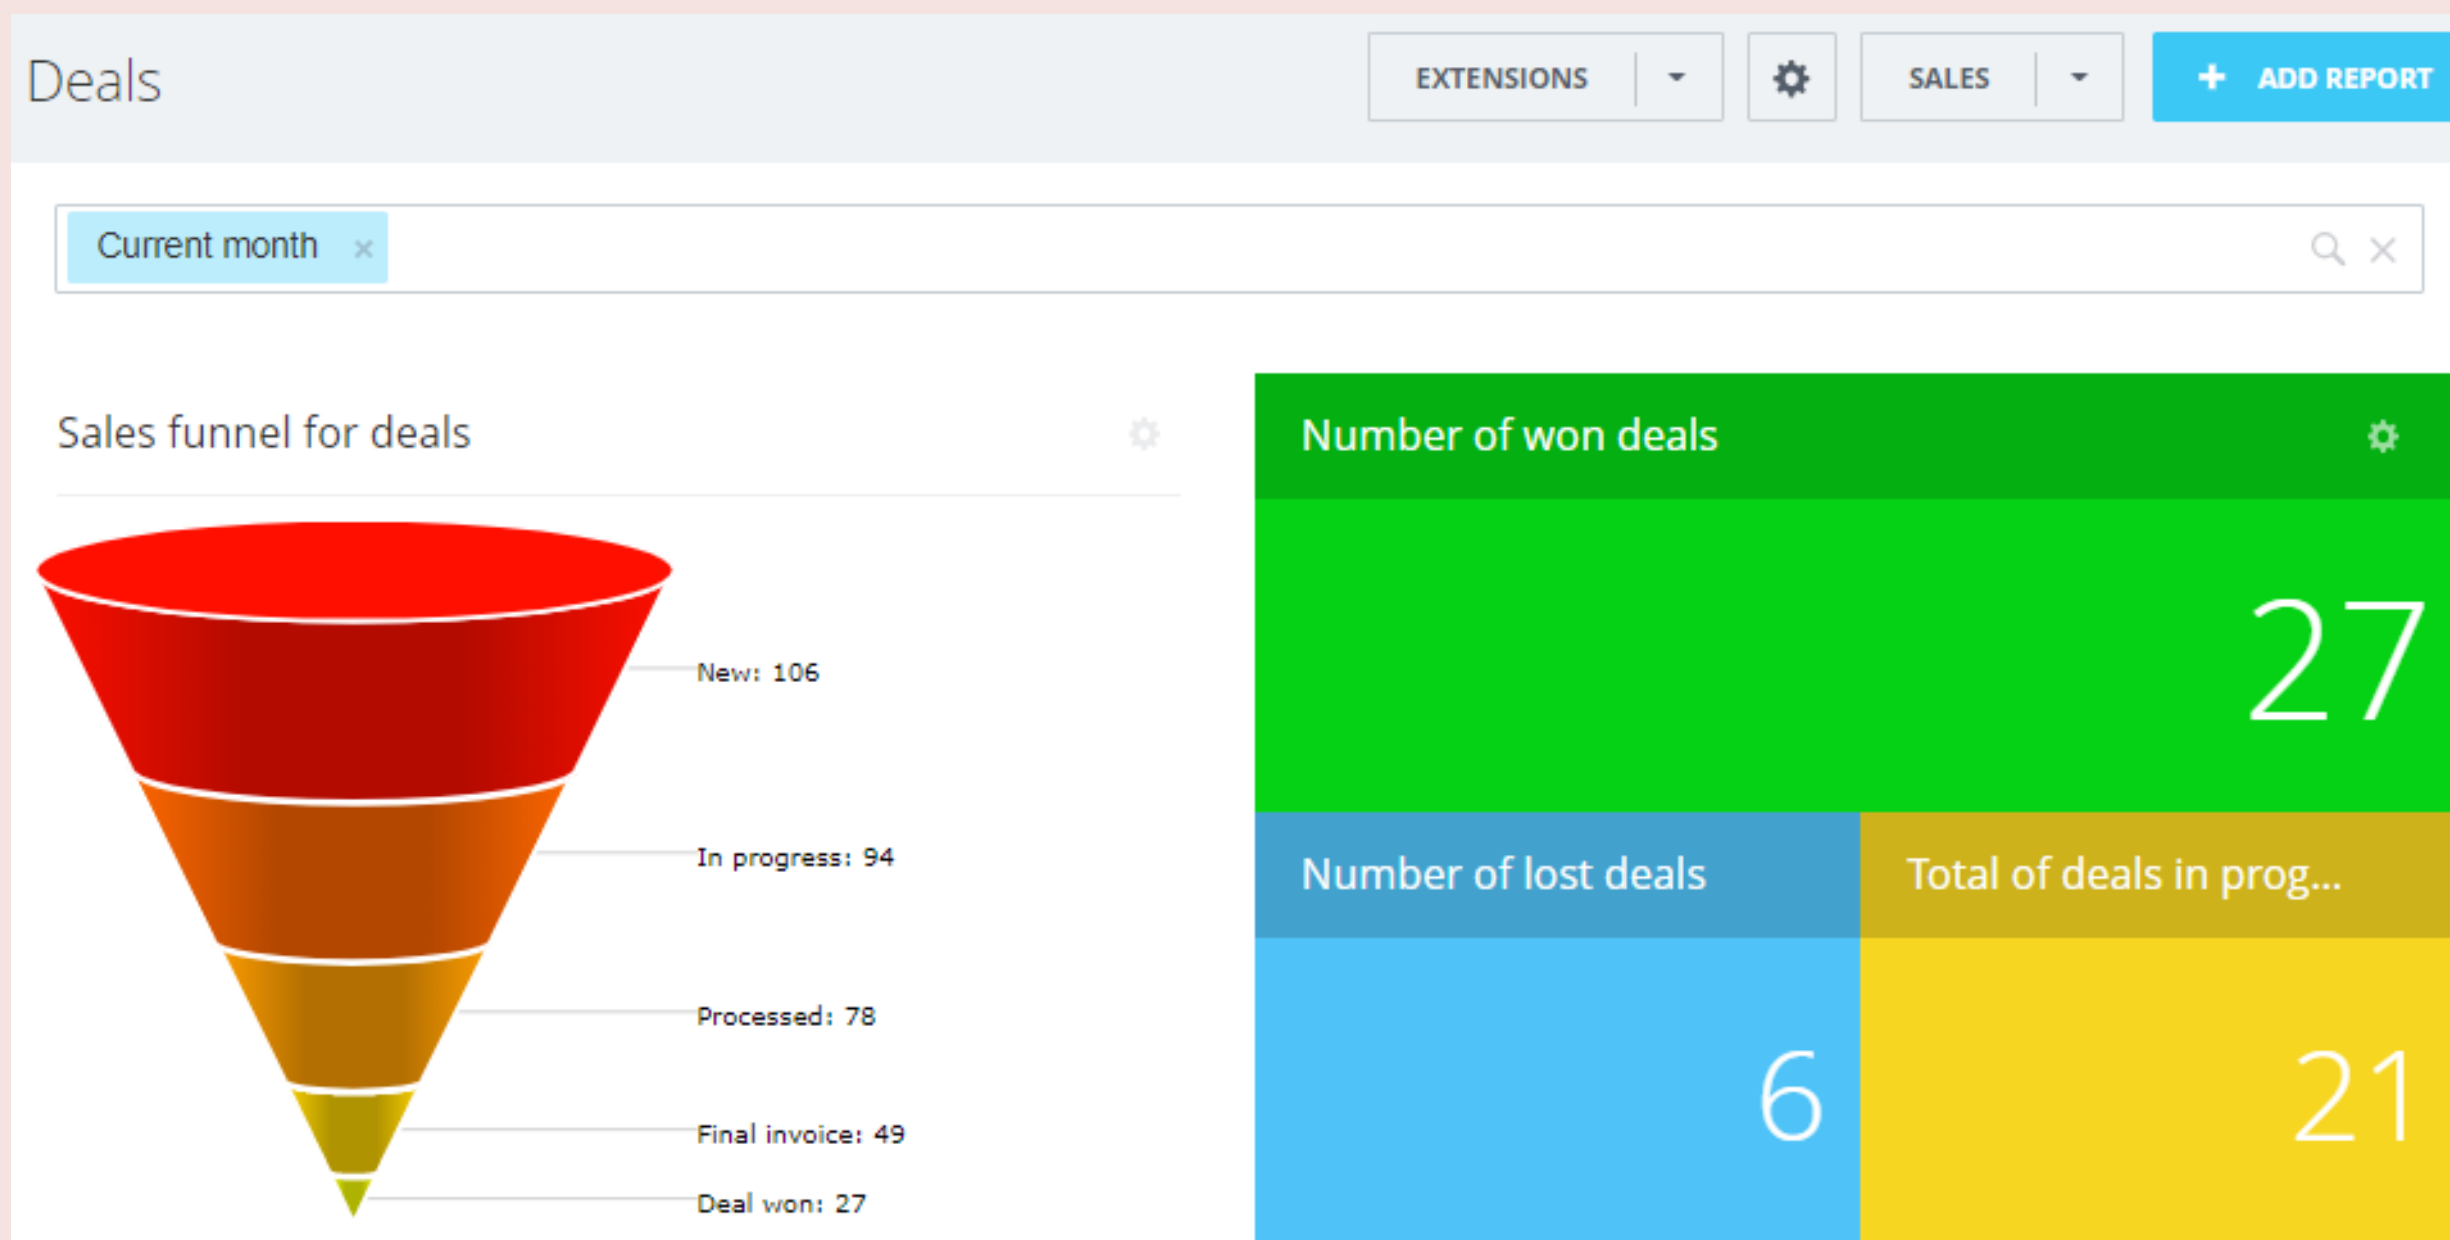 Deals
EXTENSIONS
SALES
+ ADD REPORT
Current month ×
Sales funnel for deals
New: 106
In progress: 94
Processed: 78
Final invoice: 49
Deal won: 27
Number of won deals
27
Number of lost deals
6
Total of deals in prog...
21